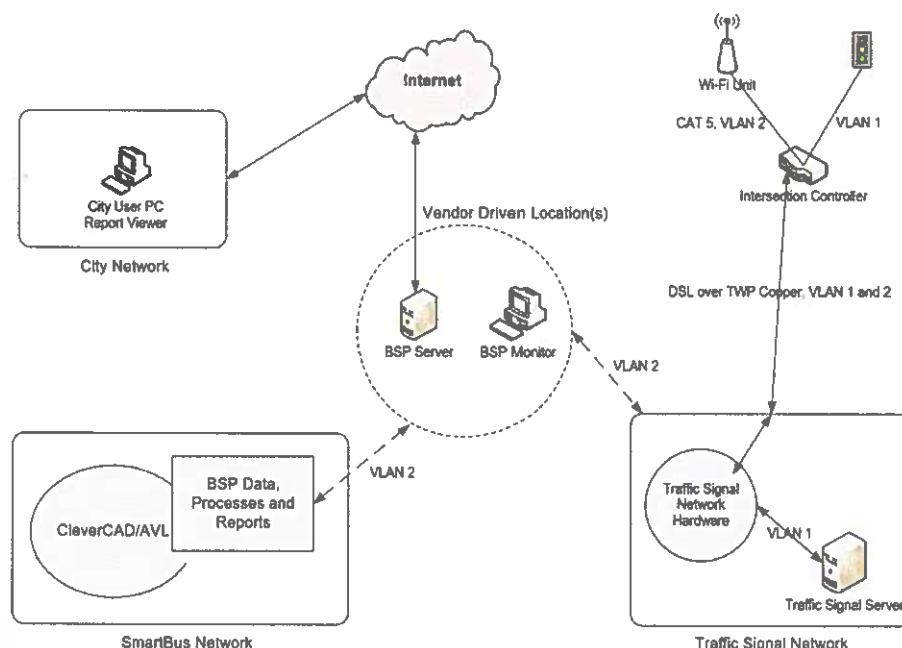 Internet
Wi-Fi Unit
CAT 5, VLAN 2
VLAN 1
Intersection Controller
City User PC
Report Viewer
City Network
Vendor Driven Location(s)
DSL over TWP Copper, VLAN 1 and 2
BSP Server
BSP Monitor
VLAN 2
VLAN 2
BSP Data,
Processes and
Reports
CleverCAD/AVL
Traffic Signal
Network
Hardware
VLAN 1
Traffic Signal Server
SmartBus Network
Traffic Signal Network